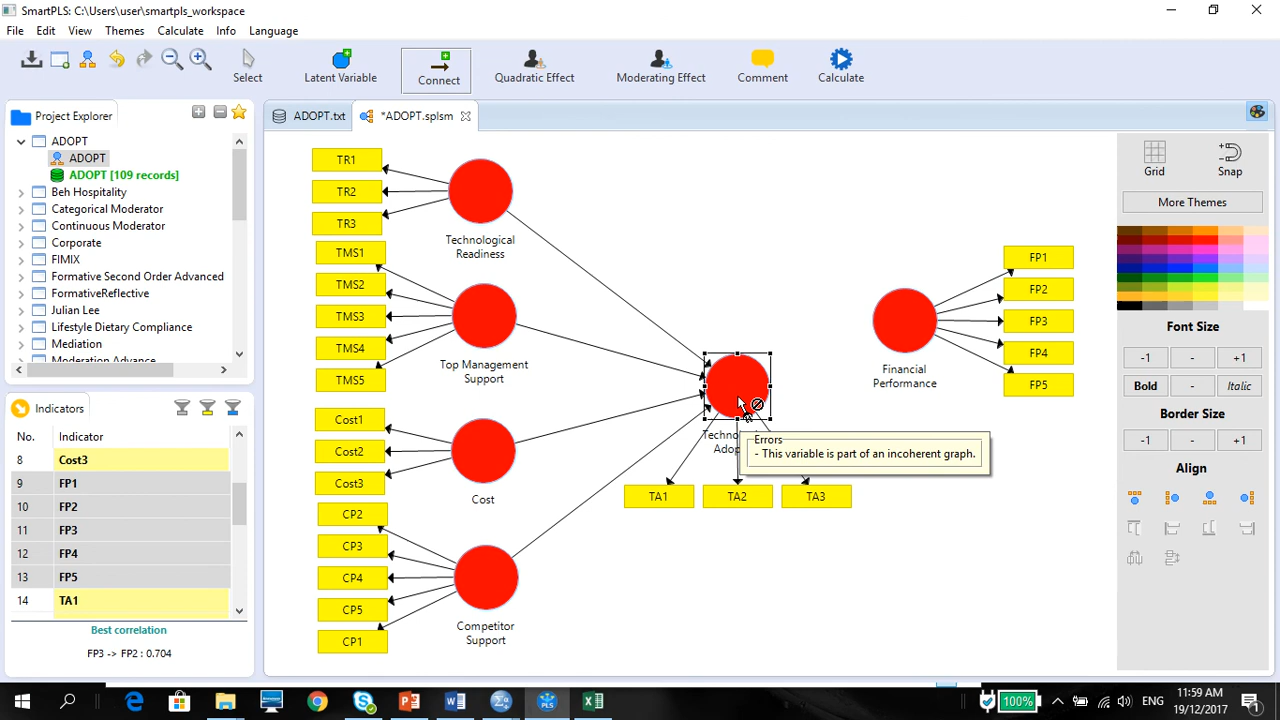 SmartPLS: C:\Users\user\smartpls_workspace
File Edit View Themes Calculate Info Language
Select
Latent Variable
Connect
Quadratic Effect
Moderating Effect
Comment
Calculate
Project Explorer
ADOPT
ADOPT
ADOPT [109 records]
Beh Hospitality
Categorical Moderator
Continuous Moderator
Corporate
FIMIX
Formative Second Order Advanced
FormativeReflective
Julian Lee
Lifestyle Dietary Compliance
Mediation
Moderation Advance
Indicators
No. Indicator
8 Cost3
9 FP1
10 FP2
11 FP3
12 FP4
13 FP5
14 TA1
Best correlation
FP3 -> FP2 : 0.704
ADOPT.txt
*ADOPT.splsm
TR1
TR2
TR3
Technological
Readiness
TMS1
TMS2
TMS3
TMS4
TMS5
Top Management
Support
Cost1
Cost2
Cost3
Cost
CP2
CP3
CP4
CP5
CP1
Competitor
Support
Errors
- This variable is part of an incoherent graph.
TA1
TA2
TA3
Financial
Performance
FP1
FP2
FP3
FP4
FP5
Grid
Snap
More Themes
Font Size
-1 - +1
Bold - Italic
Border Size
-1 - +1
Align
100%
ENG
11:59 AM
19/12/2017